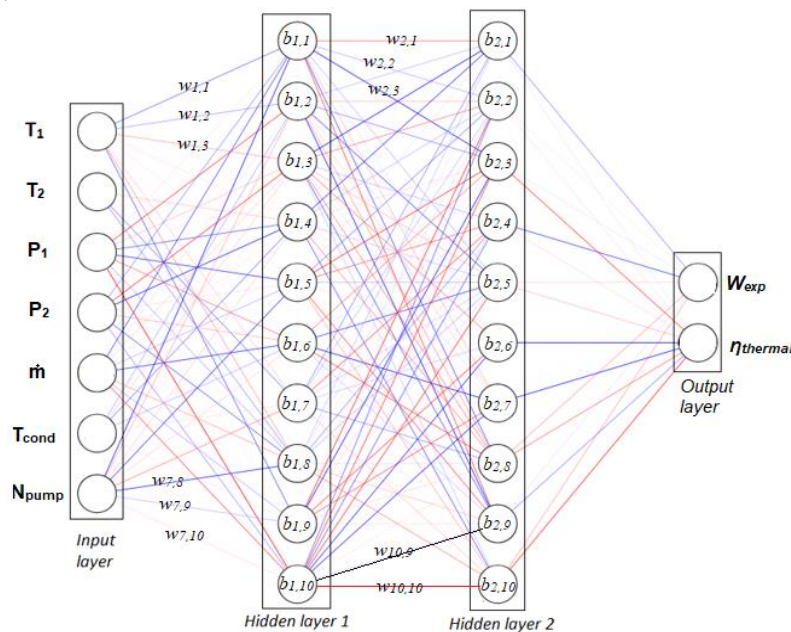 T1
T2
P1
P2
ṁ
Tcond
Npump
Input
layer
w1,1
w1,2
w1,3
w7,8
w7,9
w7,10
b1,1
b1,2
b1,3
b1,4
b1,5
b1,6
b1,7
b1,8
b1,9
b1,10
Hidden layer 1
w2,1
w2,2
w2,3
w10,9
w10,10
b2,1
b2,2
b2,3
b2,4
b2,5
b2,6
b2,7
b2,8
b2,9
b2,10
Hidden layer 2
Wexp
ηthermal
Output
layer